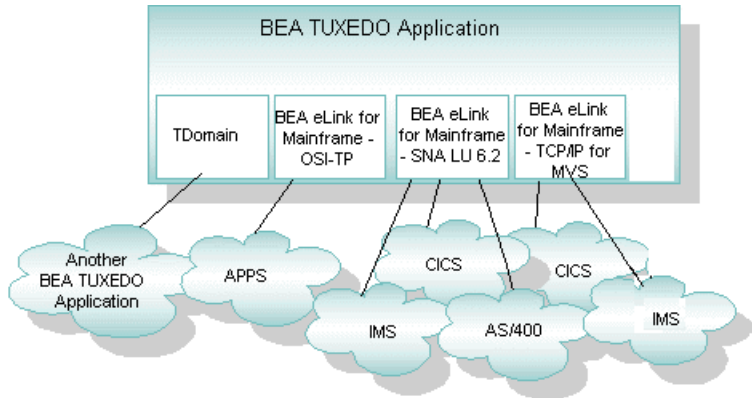 BEA TUXEDO Application
TDomain
BEA eLink for
Mainframe -
OSI-TP
BEA eLink
for Mainframe
- SNA LU 6.2
BEA eLink
for Mainframe
- TCP/IP for
MVS
Another
BEA TUXEDO
Application
APPS
CICS
CICS
IMS
AS/400
IMS